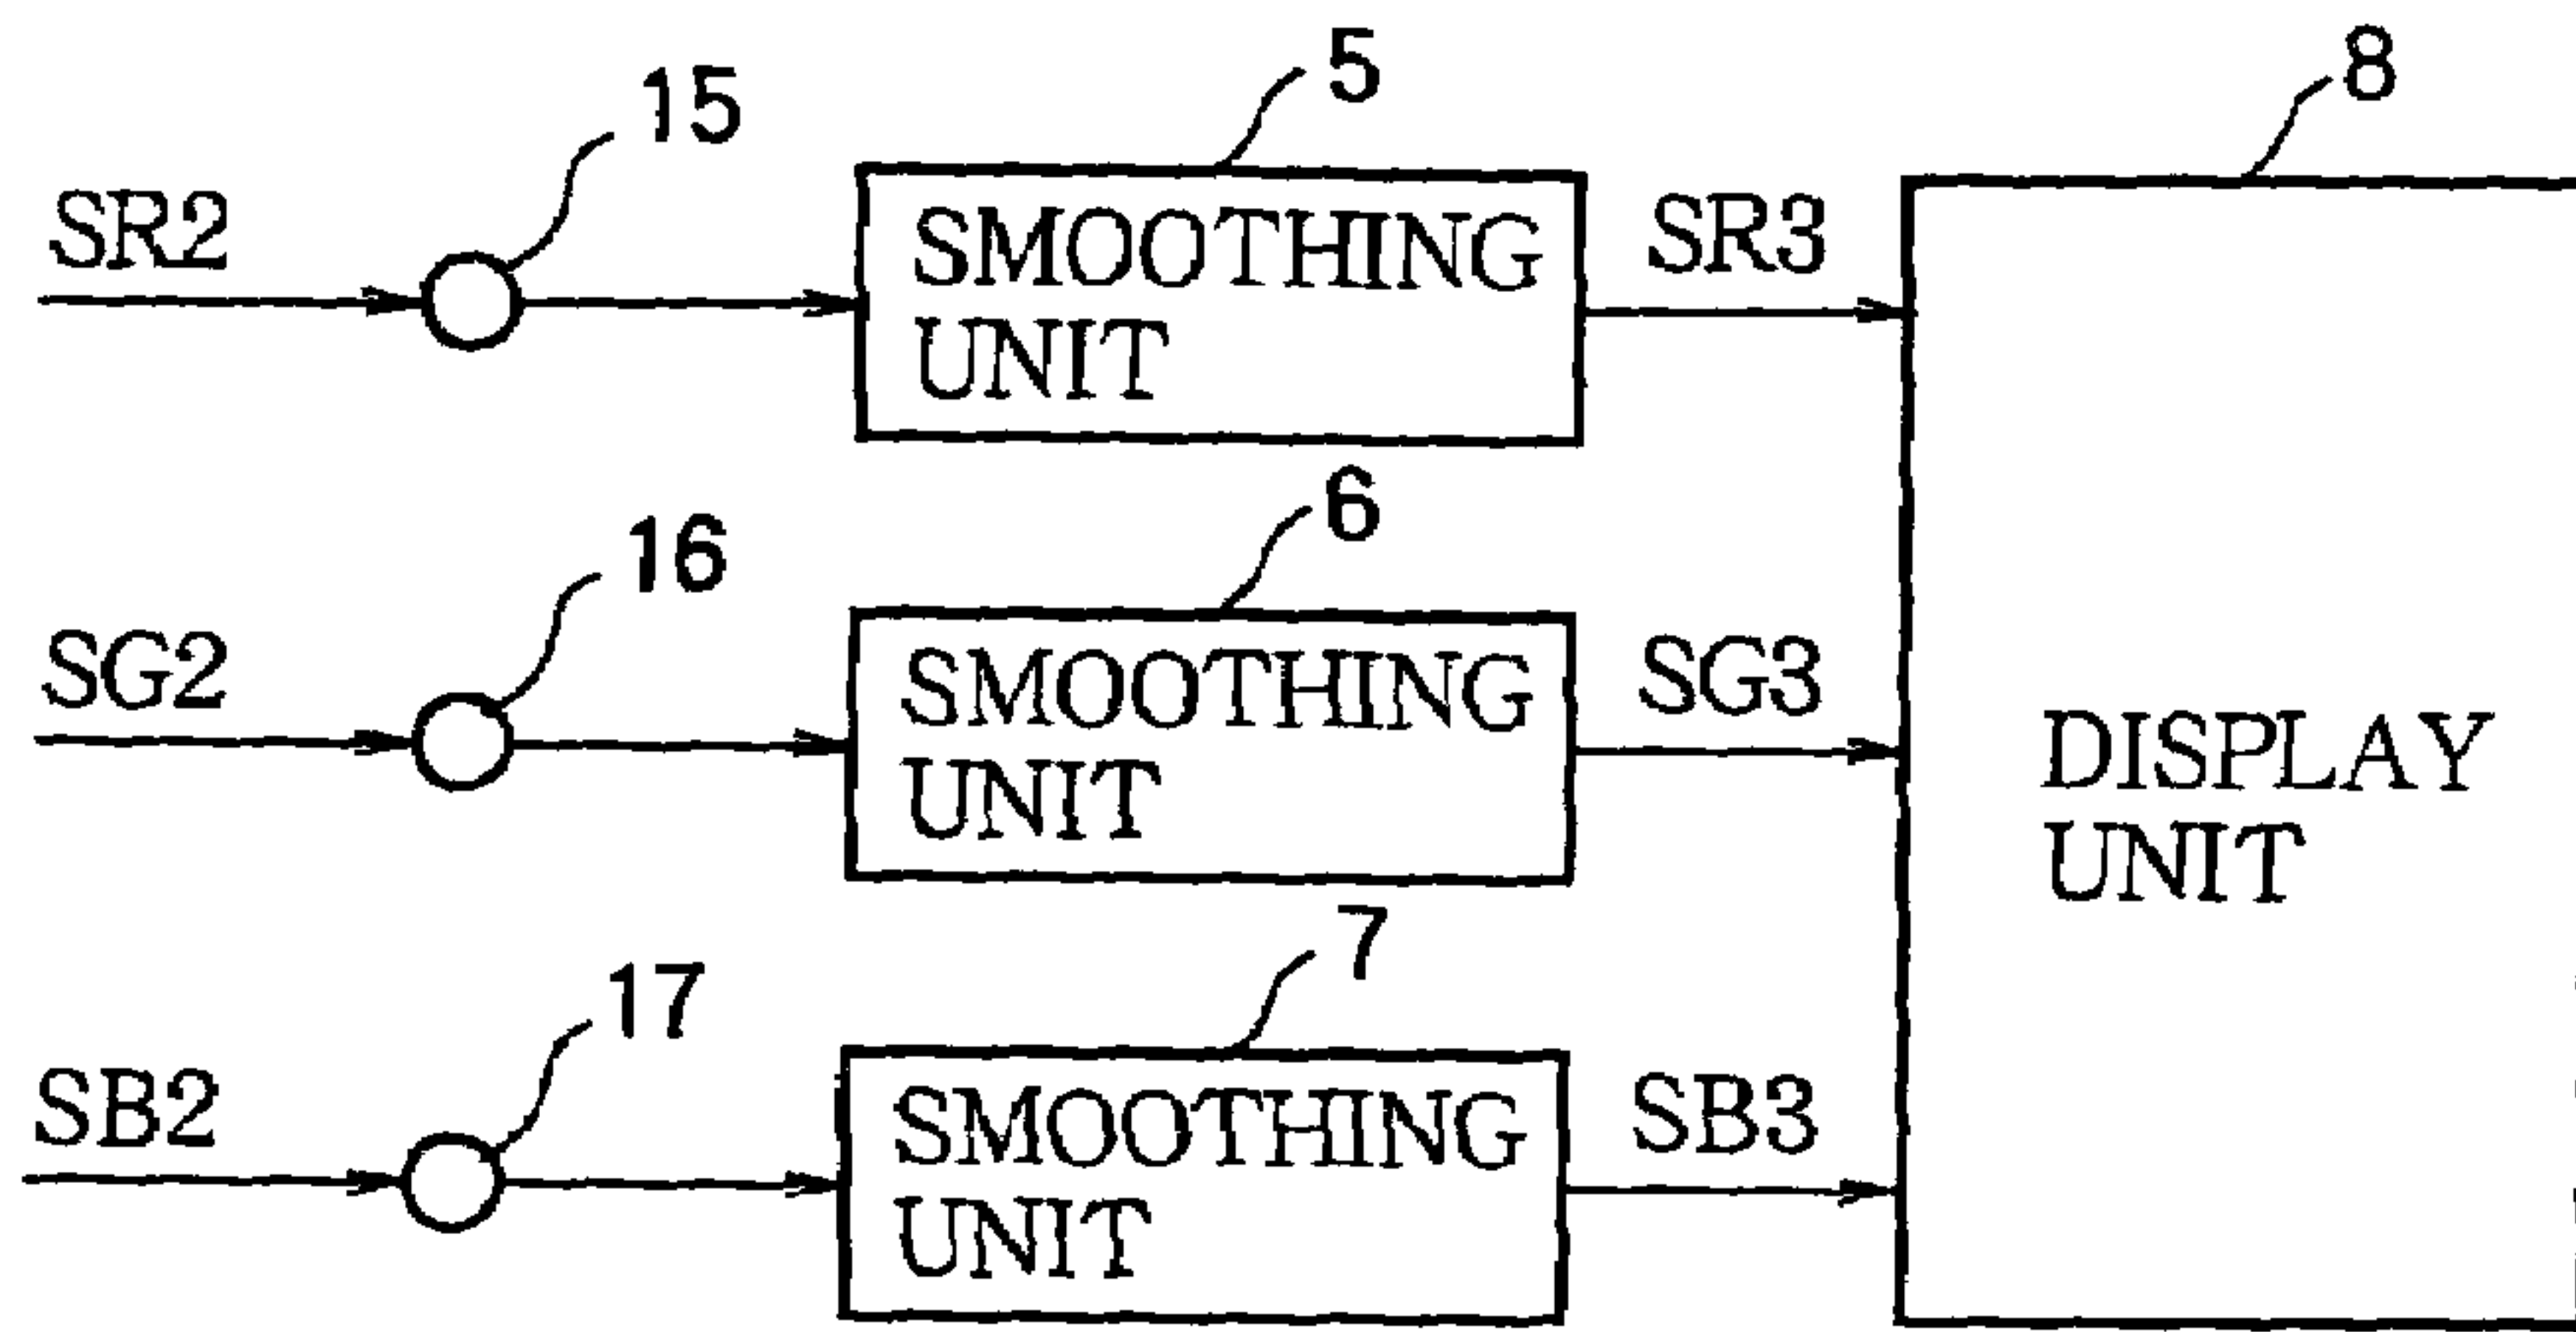 15
5
8
SR2
SMOOTHING
UNIT
SR3
16
6
SG2
SMOOTHING
UNIT
SG3
DISPLAY
UNIT
17
7
SB2
SMOOTHING
UNIT
SB3